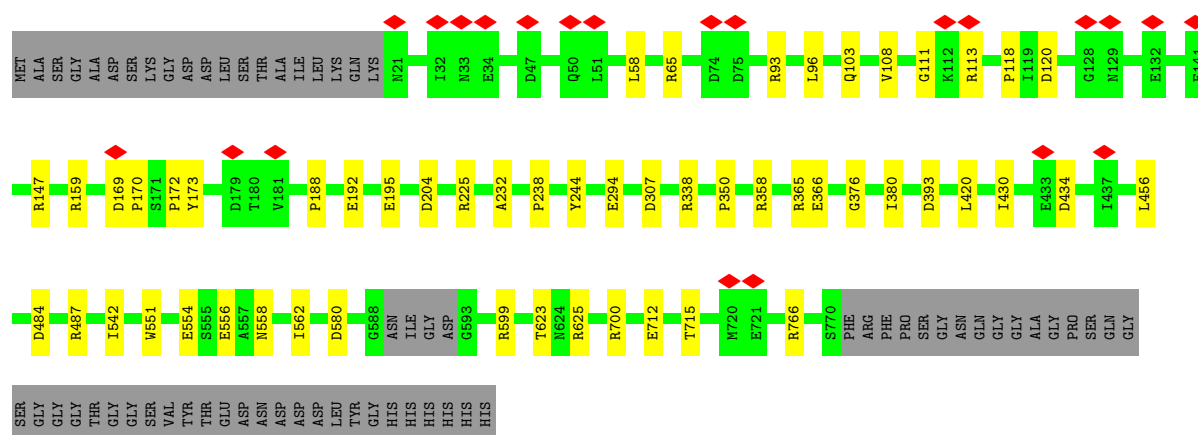 MET ALA SER GLY ALA ASP SER LYS GLY ASP ASP LEU SER THR ALA ILE LEU LYS GLN LYS N21 I32 N33 E34 D47 Q50 L51 L58 R65 D74 D75 R93 L96 Q103 V108 G111 K112 R113 P118 I119 D120 G128 N129 E132
R147 R159 D169 P170 S171 P172 Y173 D179 T180 V181 P188 E192 E195 D204 R225 A232 P238 Y244 E294 D307 R338 P350 R358 R365 E366 G376 I380 D393 L420 I430 E433 D434 I437 L456
D484 R487 I542 W551 E554 S555 E556 A557 N558 I562 D580 G588 ASN ILE GLY ASP G593 R599 T623 N624 R625 R700 E712 T715 M720 E721 R766 S770 PHE ARG PHE PRO SER GLY ASN GLN GLY GLY ALA GLY PRO SER GLN GLY
SER GLY GLY GLY THR GLY GLY SER VAL TYR THR GLU ASP ASN ASP ASP ASP LEU TYR GLY HIS HIS HIS HIS HIS HIS